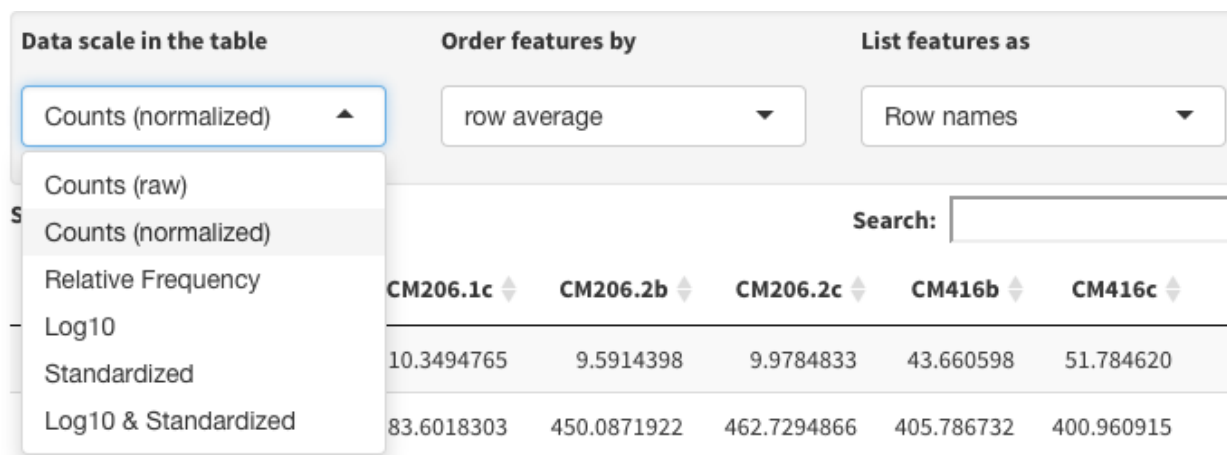 Data scale in the table Order features by List features as
Counts (normalized) row average Row names
Counts (raw)
Counts (normalized) Search:
Relative Frequency
CM206.1c CM206.2b CM206.2c CM416b CM416c
Log10
10.3494765 9.5914398 9.9784833 43.660598 51.784620
Standardized
Log10 & Standardized
83.6018303 450.0871922 462.7294866 405.786732 400.960915